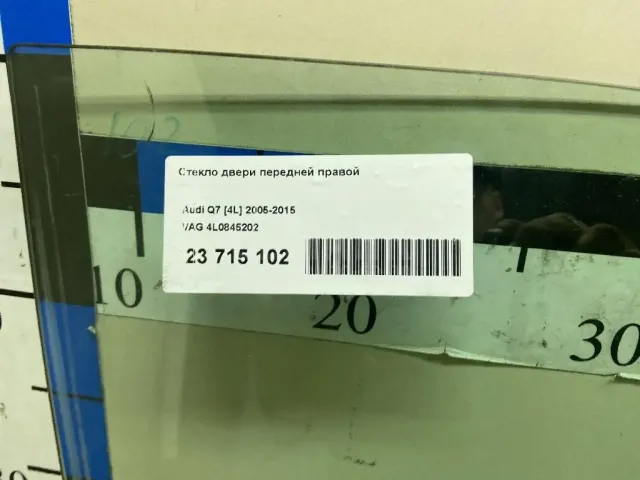 Стекло двери передней правой
Audi Q7 [4L] 2005-2015
VAG 4L0845202
23 715 102
10
20
30